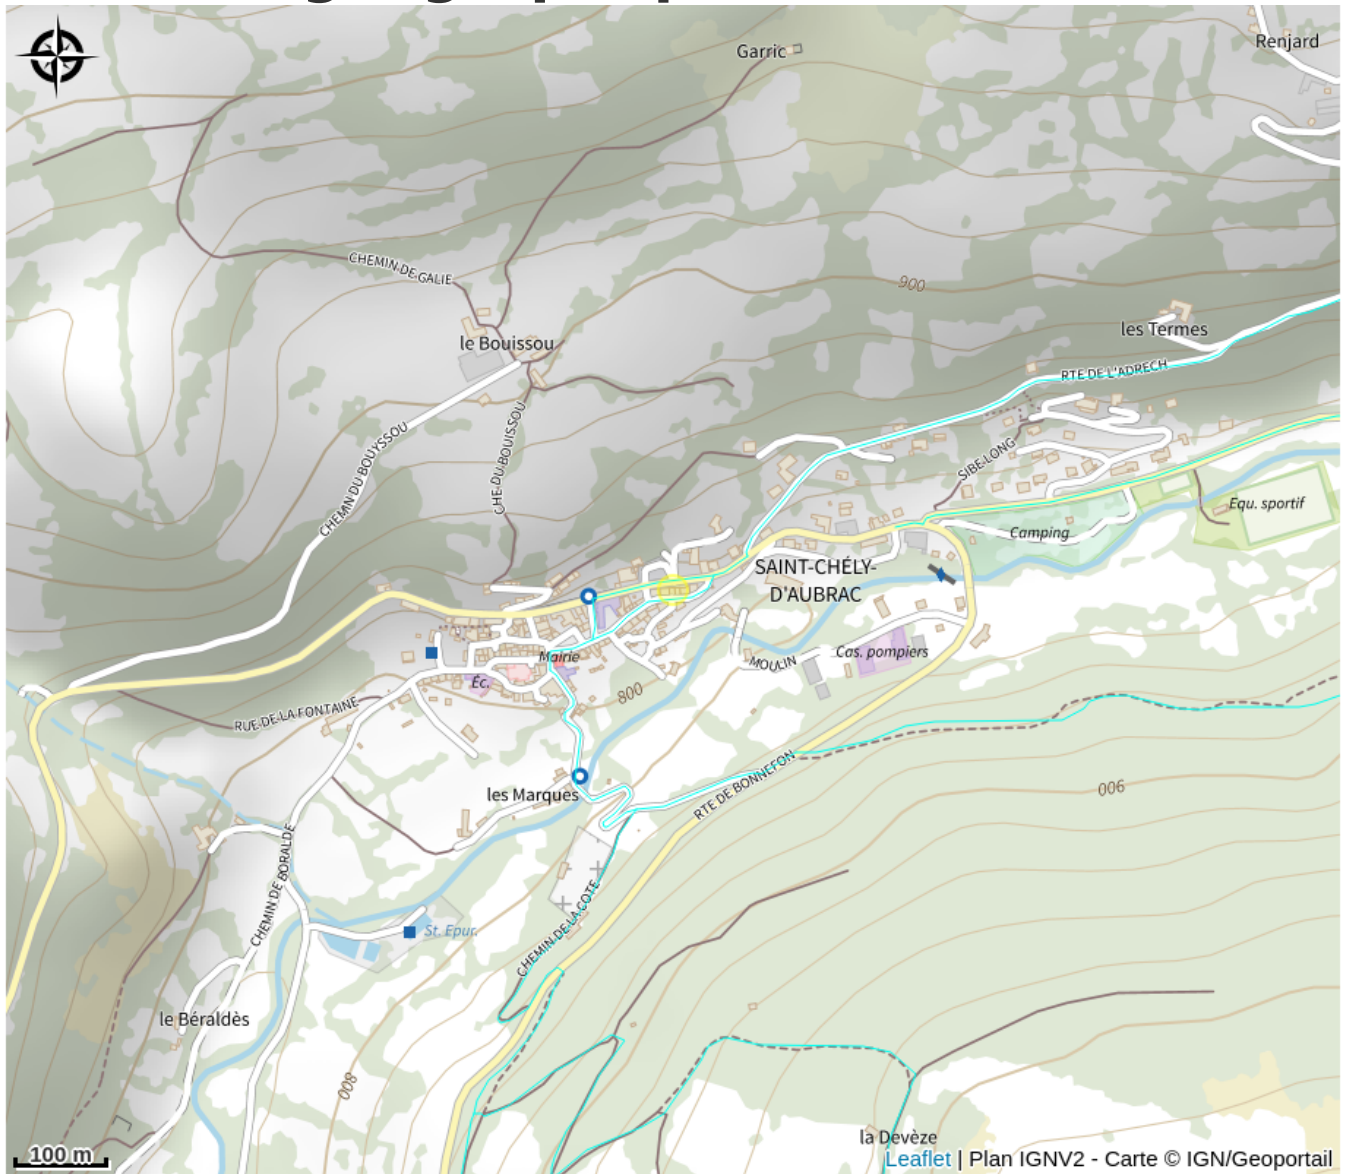 Garric
Renjard
CHEMIN DE GALIE
900
les Termes
le Bouissou
RTE DE L'ADRECH
CHEMIN DU BOUYSSOU
CHE DU BOUISSOU
SIBE-LONG
Equ. sportif
Camping
SAINT-CHÉLY-
D'AUBRAC
Mairie
MOULIN
Cas. pompiers
Éc.
800
RUE DE LA FONTAINE
les Marques
RTE DE BONNEFON
900
CHEMIN DE BORALDE
CHEMIN DE LA COTE
St. Epur.
le Béraldès
800
la Devèze
100 m
Leaflet | Plan IGNV2 - Carte © IGN/Geoportail